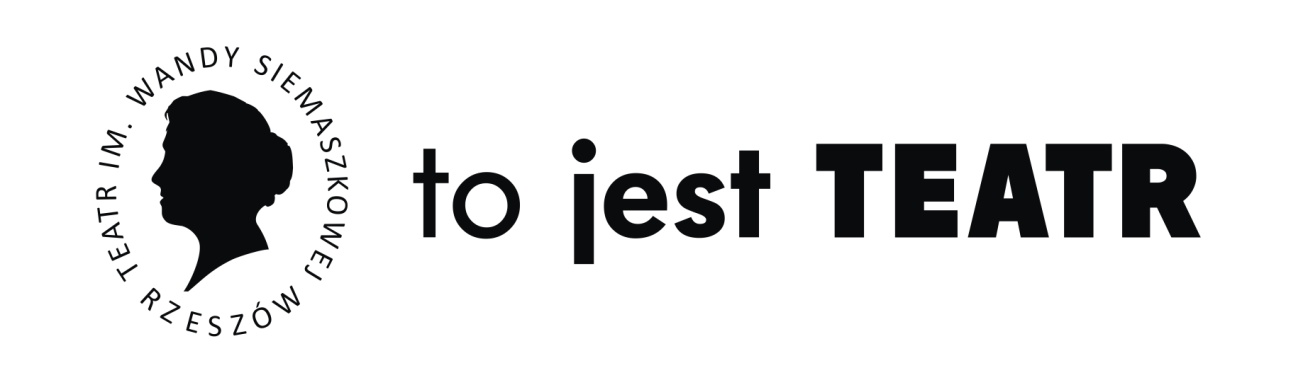 TEATR IM. WANDY SIEMASZKOWEJ
RZESZÓW
to jest TEATR